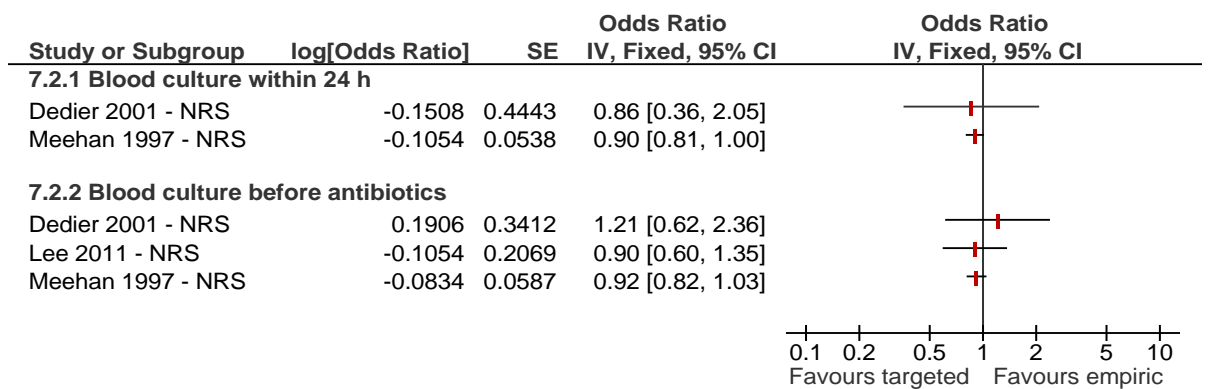 Odds Ratio Odds Ratio
Study or Subgroup log[Odds Ratio] SE IV, Fixed, 95% CI IV, Fixed, 95% CI
7.2.1 Blood culture within 24 h
Dedier 2001 - NRS -0.1508 0.4443 0.86 [0.36, 2.05]
Meehan 1997 - NRS -0.1054 0.0538 0.90 [0.81, 1.00]
7.2.2 Blood culture before antibiotics
Dedier 2001 - NRS 0.1906 0.3412 1.21 [0.62, 2.36]
Lee 2011 - NRS -0.1054 0.2069 0.90 [0.60, 1.35]
Meehan 1997 - NRS -0.0834 0.0587 0.92 [0.82, 1.03]
0.1 0.2 0.5 1 2 5 10
Favours targeted Favours empiric